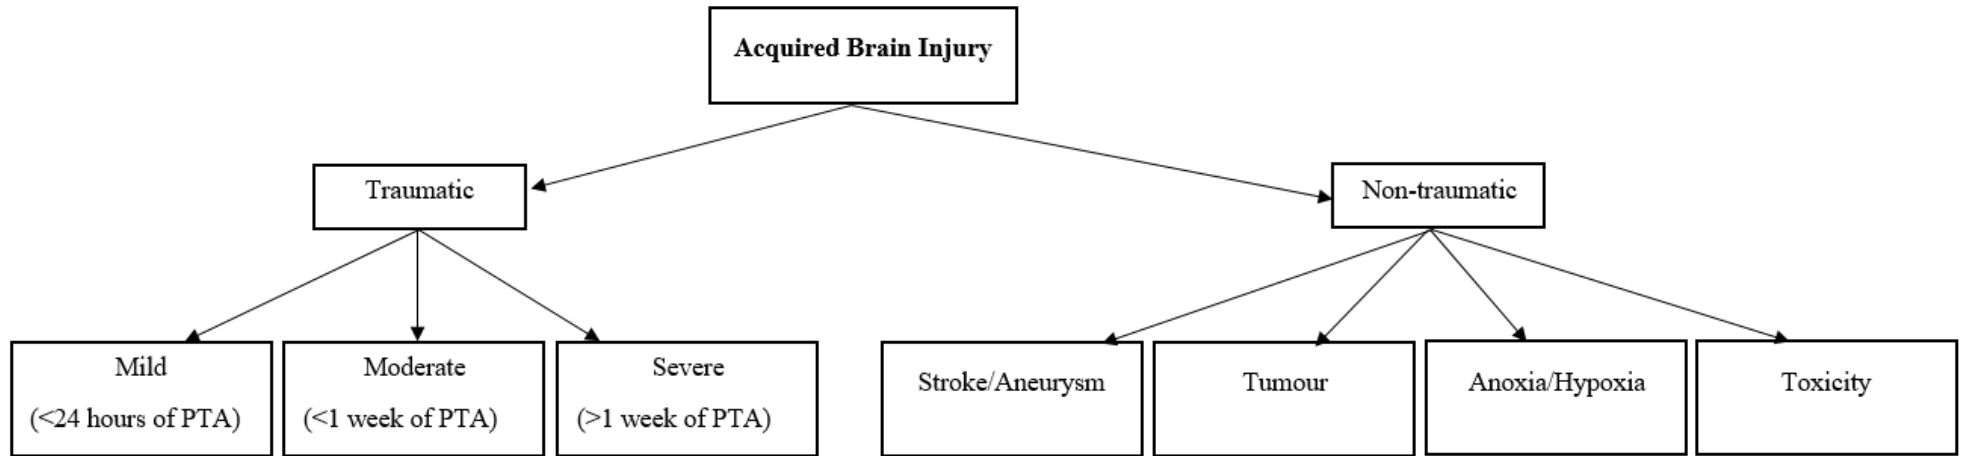 Acquired Brain Injury
Traumatic
Non-traumatic
Mild
(<24 hours of PTA)
Moderate
(<1 week of PTA)
Severe
(>1 week of PTA)
Stroke/Aneurysm
Tumour
Anoxia/Hypoxia
Toxicity